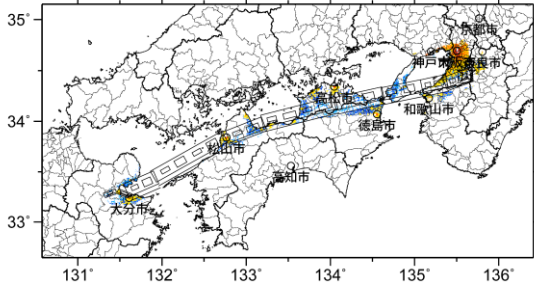 35°
34°
33°
京都市
神戸市
大阪市
奈良市
高松市
和歌山市
徳島市
松山市
高知市
大分市
131°
132°
133°
134°
135°
136°